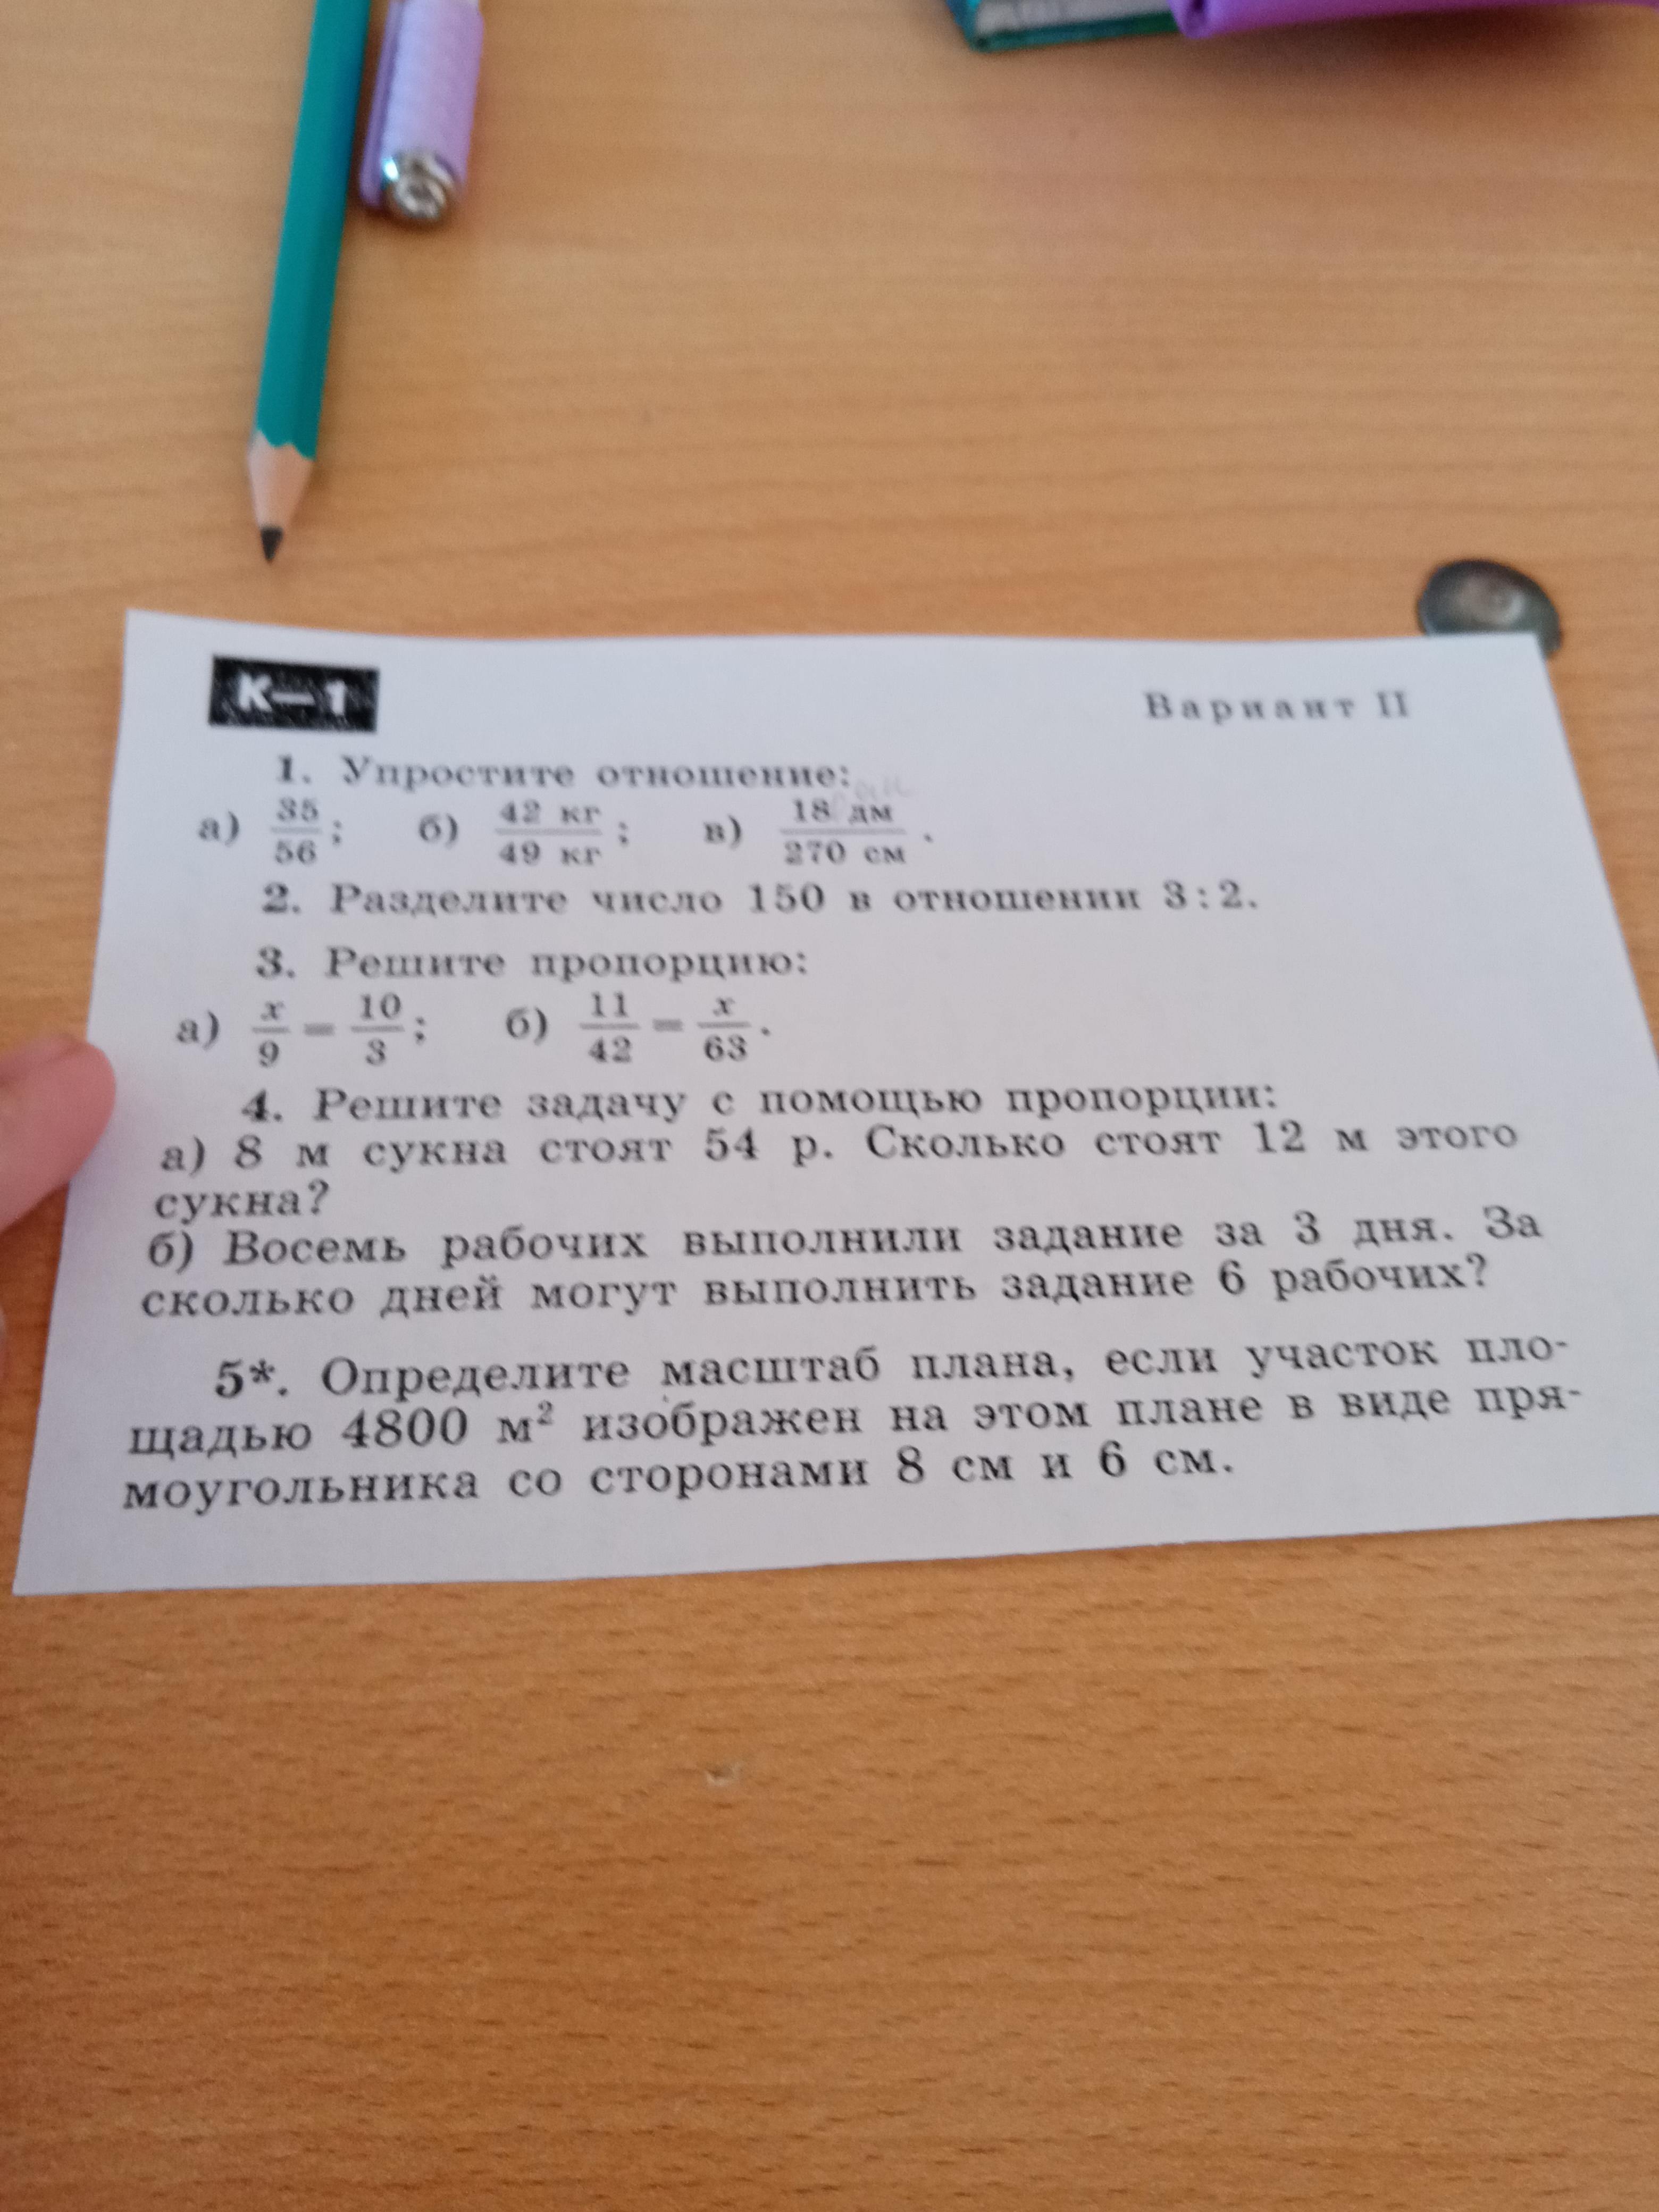 К—1
Вариант II
1. Упростите отношение:
а) 35/56; б) 42 кг/49 кг; в) 18 дм/270 см.
2. Разделите число 150 в отношении 3:2.
3. Решите пропорцию:
а) x/9 = 10/3; б) 11/42 = x/63.
4. Решите задачу с помощью пропорции:
а) 8 м сукна стоят 54 р. Сколько стоят 12 м этого
сукна?
б) Восемь рабочих выполнили задание за 3 дня. За
сколько дней могут выполнить задание 6 рабочих?
5*. Определите масштаб плана, если участок пло-
щадью 4800 м² изображен на этом плане в виде пря-
моугольника со сторонами 8 см и 6 см.